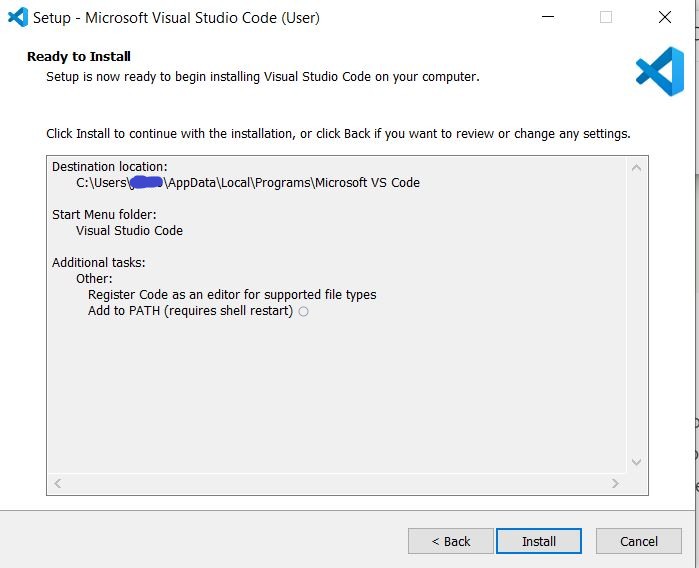 Setup - Microsoft Visual Studio Code (User)
Ready to Install
Setup is now ready to begin installing Visual Studio Code on your computer.
Click Install to continue with the installation, or click Back if you want to review or change any settings.
Destination location:
C:\Users\ \AppData\Local\Programs\Microsoft VS Code
Start Menu folder:
Visual Studio Code
Additional tasks:
Other:
Register Code as an editor for supported file types
Add to PATH (requires shell restart)
< Back
Install
Cancel